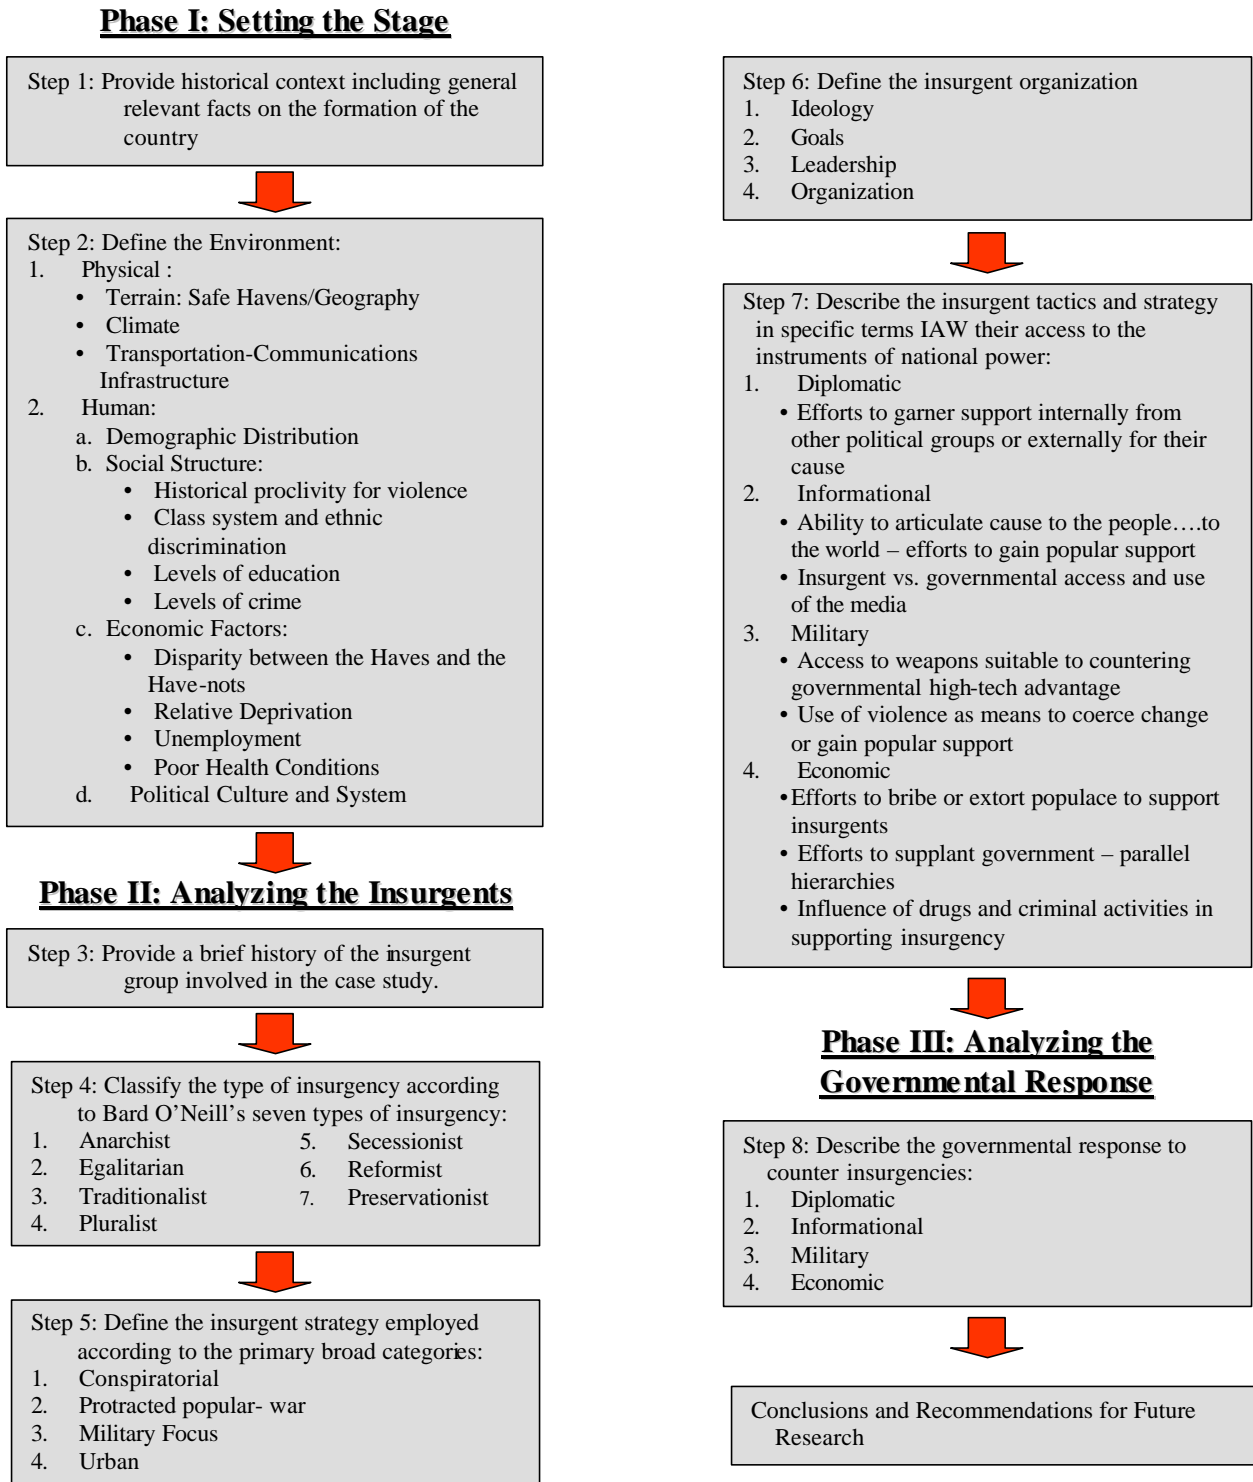 Phase I: Setting the Stage
Step 1: Provide historical context including general
relevant facts on the formation of the
country
Step 2: Define the Environment:
1. Physical :
• Terrain: Safe Havens/Geography
• Climate
• Transportation-Communications
Infrastructure
2. Human:
a. Demographic Distribution
b. Social Structure:
• Historical proclivity for violence
• Class system and ethnic
discrimination
• Levels of education
• Levels of crime
c. Economic Factors:
• Disparity between the Haves and the
Have-nots
• Relative Deprivation
• Unemployment
• Poor Health Conditions
d. Political Culture and System
Phase II: Analyzing the Insurgents
Step 3: Provide a brief history of the insurgent
group involved in the case study.
Step 4: Classify the type of insurgency according
to Bard O’Neill’s seven types of insurgency:
1. Anarchist
2. Egalitarian
3. Traditionalist
4. Pluralist
5. Secessionist
6. Reformist
7. Preservationist
Step 5: Define the insurgent strategy employed
according to the primary broad categories:
1. Conspiratorial
2. Protracted popular- war
3. Military Focus
4. Urban
Step 6: Define the insurgent organization
1. Ideology
2. Goals
3. Leadership
4. Organization
Step 7: Describe the insurgent tactics and strategy
in specific terms IAW their access to the
instruments of national power:
1. Diplomatic
• Efforts to garner support internally from
other political groups or externally for their
cause
2. Informational
• Ability to articulate cause to the people….to
the world – efforts to gain popular support
• Insurgent vs. governmental access and use
of the media
3. Military
• Access to weapons suitable to countering
governmental high-tech advantage
• Use of violence as means to coerce change
or gain popular support
4. Economic
•Efforts to bribe or extort populace to support
insurgents
• Efforts to supplant government – parallel
hierarchies
• Influence of drugs and criminal activities in
supporting insurgency
Phase III: Analyzing the
Governmental Response
Step 8: Describe the governmental response to
counter insurgencies:
1. Diplomatic
2. Informational
3. Military
4. Economic
Conclusions and Recommendations for Future
Research